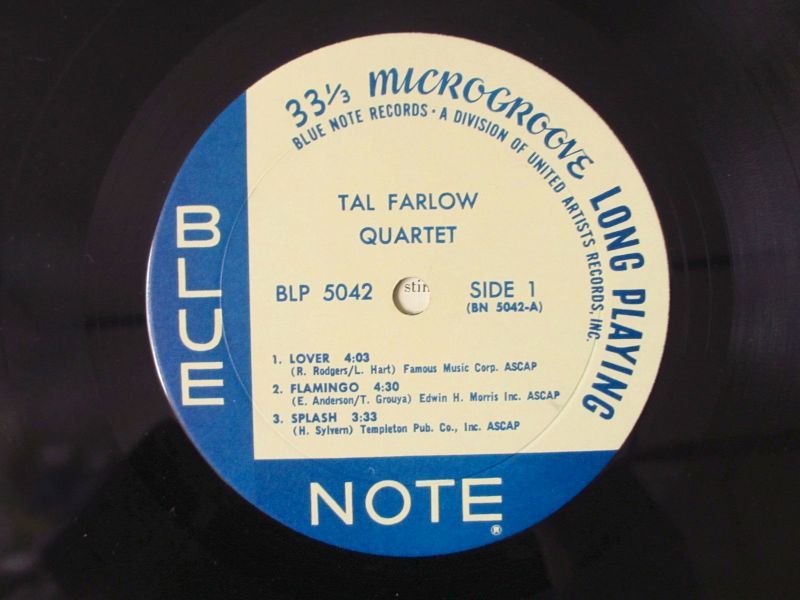 33⅓ MICROGROOVE LONG PLAYING
BLUE NOTE RECORDS · A DIVISION OF UNITED ARTISTS RECORDS, INC.
TAL FARLOW
QUARTET
BLP 5042
stin
SIDE 1
(BN 5042-A)
1. LOVER 4:03
(R. Rodgers/L. Hart) Famous Music Corp. ASCAP
2. FLAMINGO 4:30
(E. Anderson/T. Grouya) Edwin H. Morris Inc. ASCAP
3. SPLASH 3:33
(H. Sylvern) Templeton Pub. Co., Inc. ASCAP
BLUE
NOTE
®